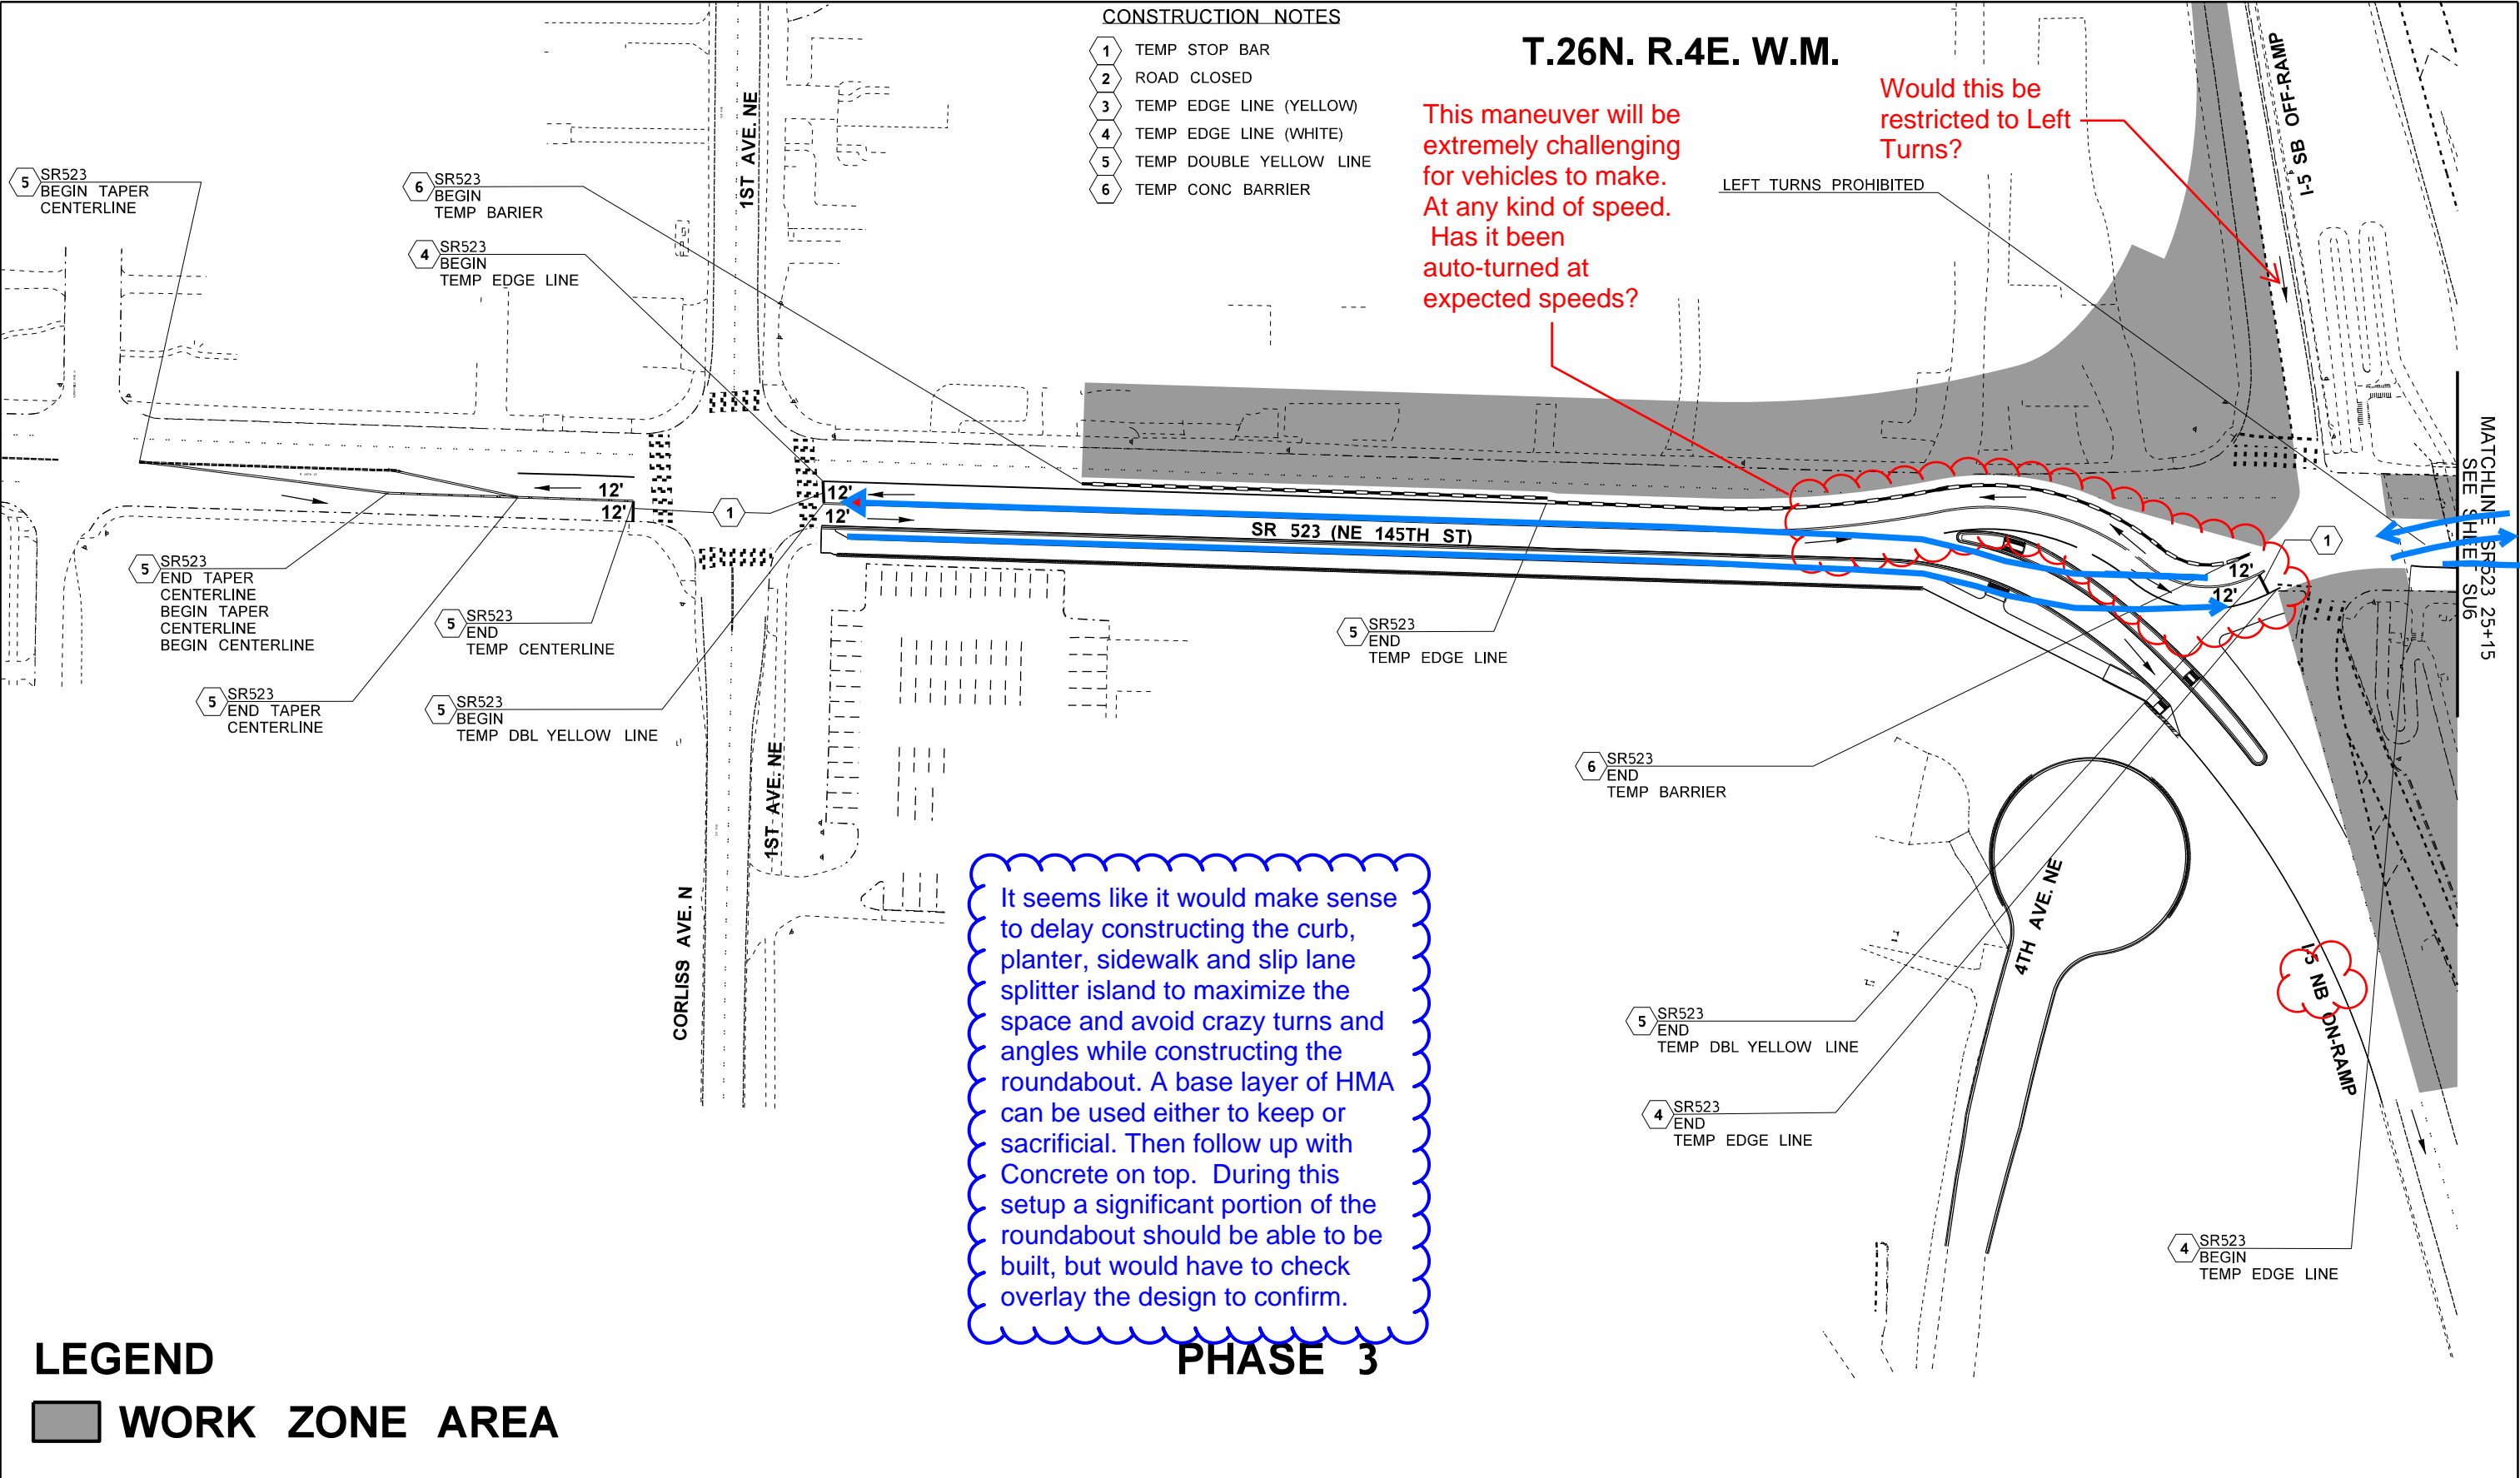 CONSTRUCTION NOTES
1 TEMP STOP BAR
2 ROAD CLOSED
3 TEMP EDGE LINE (YELLOW)
4 TEMP EDGE LINE (WHITE)
5 TEMP DOUBLE YELLOW LINE
6 TEMP CONC BARRIER
T.26N. R.4E. W.M.
This maneuver will be
extremely challenging
for vehicles to make.
At any kind of speed.
Has it been
auto-turned at
expected speeds?
Would this be
restricted to Left
Turns?
LEFT TURNS PROHIBITED
I-5 SB OFF-RAMP
1ST AVE. NE
5 SR523
BEGIN TAPER
CENTERLINE
6 SR523
BEGIN
TEMP BARIER
4 SR523
BEGIN
TEMP EDGE LINE
MATCHLINE SR523 25+15
SEE SHEET SU6
12'
12'
1
12'
12'
SR 523 (NE 145TH ST)
1
12'
12'
5 SR523
END TAPER
CENTERLINE
BEGIN TAPER
CENTERLINE
BEGIN CENTERLINE
5 SR523
END
TEMP CENTERLINE
5 SR523
END
TEMP EDGE LINE
5 SR523
END TAPER
CENTERLINE
5 SR523
BEGIN
TEMP DBL YELLOW LINE
1ST AVE. NE
CORLISS AVE. N
6 SR523
END
TEMP BARRIER
4TH AVE. NE
I-5 NB ON-RAMP
5 SR523
END
TEMP DBL YELLOW LINE
4 SR523
END
TEMP EDGE LINE
4 SR523
BEGIN
TEMP EDGE LINE
It seems like it would make sense
to delay constructing the curb,
planter, sidewalk and slip lane
splitter island to maximize the
space and avoid crazy turns and
angles while constructing the
roundabout. A base layer of HMA
can be used either to keep or
sacrificial. Then follow up with
Concrete on top.  During this
setup a significant portion of the
roundabout should be able to be
built, but would have to check
overlay the design to confirm.
PHASE 3
LEGEND
WORK ZONE AREA